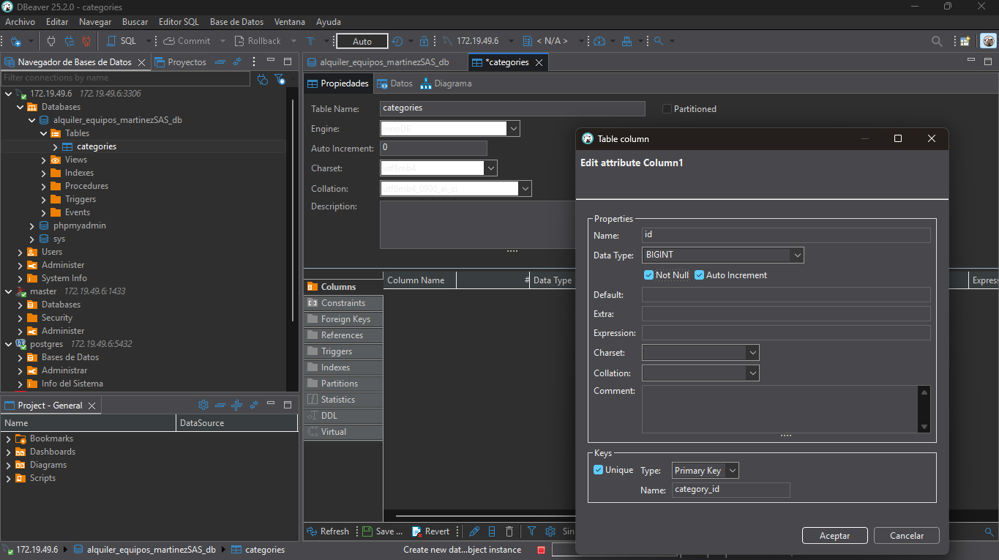 DBeaver 25.2.0 - categories
Archivo Editar Navegar Buscar Editor SQL Base de Datos Ventana Ayuda
SQL Commit Rollback T Auto 172.19.49.6 < N/A >
Navegador de Bases de Datos Proyectos
Filter connections by name
172.19.49.6 172.19.49.6:3306
Databases
alquiler_equipos_martinezSAS_db
Tables
categories
Views
Indexes
Procedures
Triggers
Events
phpmyadmin
sys
Users
Administer
System Info
master 172.19.49.6:1433
Databases
Security
Administer
postgres 172.19.49.6:5432
Bases de Datos
Administrar
Info del Sistema
Project - General
Name DataSource
Bookmarks
Dashboards
Diagrams
Scripts
alquiler_equipos_martinezSAS_db *categories
Propiedades Datos Diagrama
Table Name: categories Partitioned
Engine: InnoDB
Auto Increment: 0
Charset: utf8mb4
Collation: utf8mb4_0900_ai_ci
Description:
Columns
Constraints
Foreign Keys
References
Triggers
Indexes
Partitions
Statistics
DDL
Virtual
Column Name # Data Type Express
Table column
Edit attribute Column1
Properties
Name: id
Data Type: BIGINT
Not Null Auto Increment
Default:
Extra:
Expression:
Charset:
Collation:
Comment:
Keys
Unique Type: Primary Key
Name: category_id
Aceptar Cancelar
Refresh Save ... Revert Sin
172.19.49.6 alquiler_equipos_martinezSAS_db categories Create new dat...bject instance